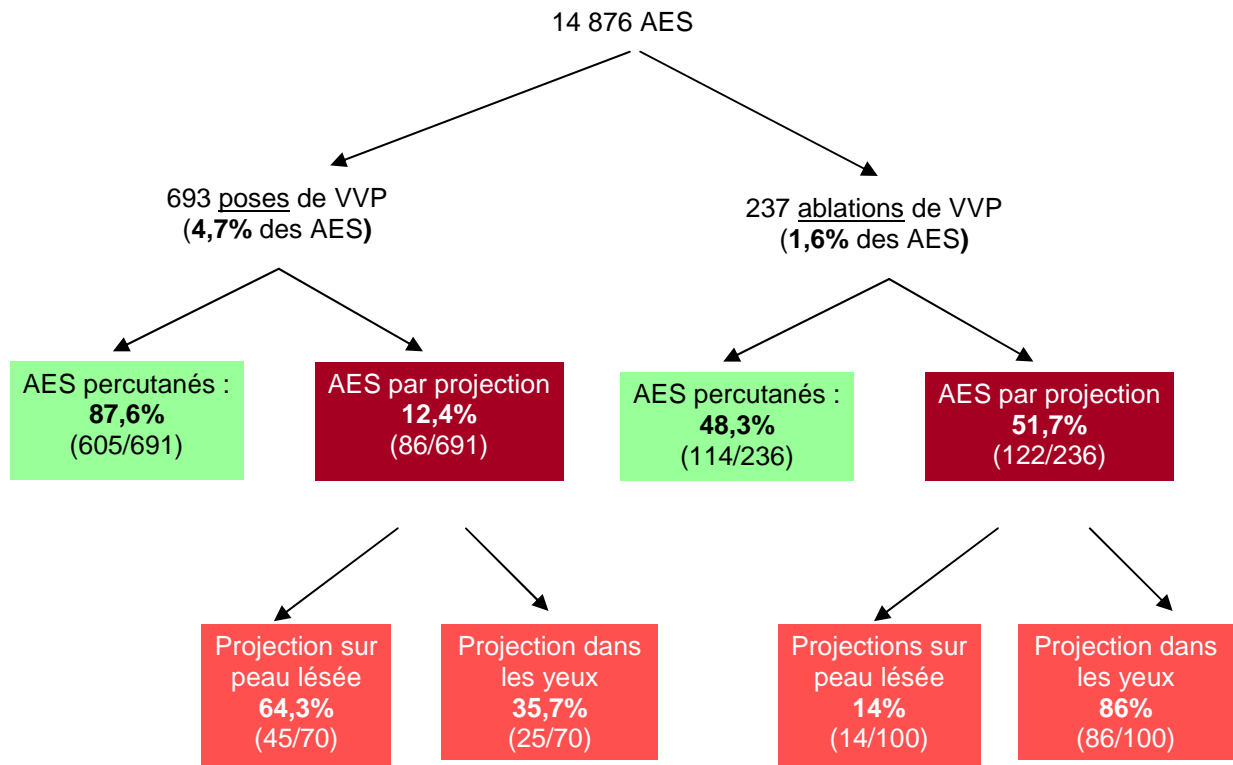 14 876 AES
693 poses de VVP
(4,7% des AES)
237 ablations de VVP
(1,6% des AES)
AES percutanés :
87,6%
(605/691)
AES par projection
12,4%
(86/691)
AES percutanés :
48,3%
(114/236)
AES par projection
51,7%
(122/236)
Projection sur
peau lésée
64,3%
(45/70)
Projection dans
les yeux
35,7%
(25/70)
Projections sur
peau lésée
14%
(14/100)
Projection dans
les yeux
86%
(86/100)